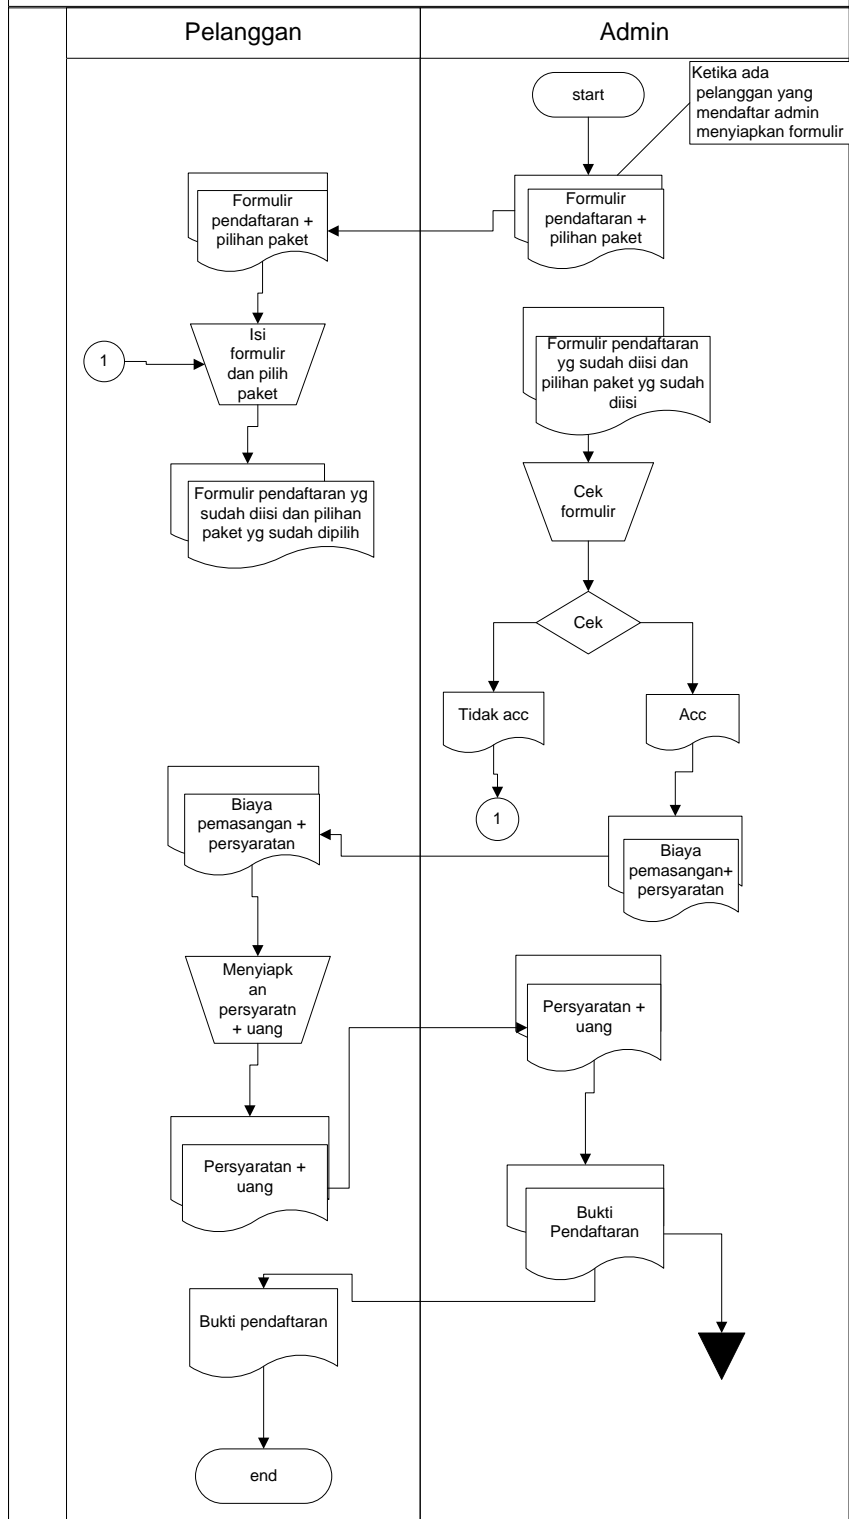 Pelanggan
Admin
start
Ketika ada
pelanggan yang
mendaftar admin
menyiapkan formulir
Formulir
pendaftaran +
pilihan paket
Formulir
pendaftaran +
pilihan paket
1
Isi
formulir
dan pilih
paket
Formulir pendaftaran
yg sudah diisi dan
pilihan paket yg sudah
diisi
Formulir pendaftaran yg
sudah diisi dan pilihan
paket yg sudah dipilih
Cek
formulir
Cek
Tidak acc
Acc
1
Biaya
pemasangan +
persyaratan
Biaya
pemasangan+
persyaratan
Menyiapk
an
persyaratn
+ uang
Persyaratan +
uang
Persyaratan +
uang
Bukti
Pendaftaran
Bukti pendaftaran
end